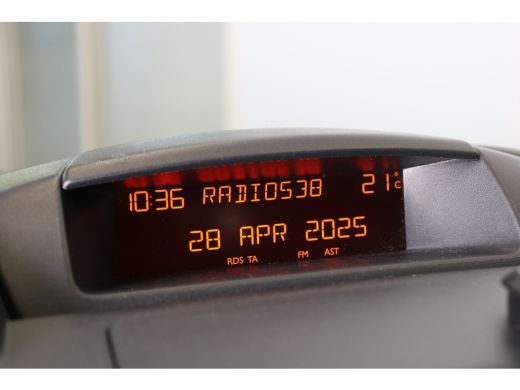 10:36 RADIO538 21°C
28 APR 2025
RDS TA FM AST